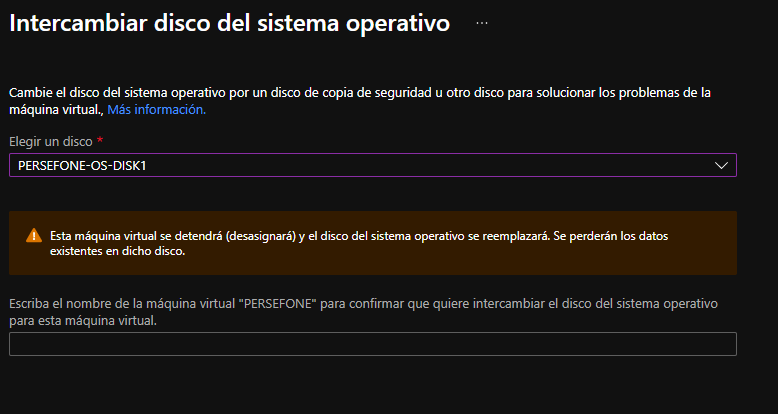 Intercambiar disco del sistema operativo ...
Cambie el disco del sistema operativo por un disco de copia de seguridad u otro disco para solucionar los problemas de la
máquina virtual., Más información.
Elegir un disco *
PERSEFONE-OS-DISK1
Esta máquina virtual se detendrá (desasignará) y el disco del sistema operativo se reemplazará. Se perderán los datos
existentes en dicho disco.
Escriba el nombre de la máquina virtual "PERSEFONE" para confirmar que quiere intercambiar el disco del sistema operativo
para esta máquina virtual.